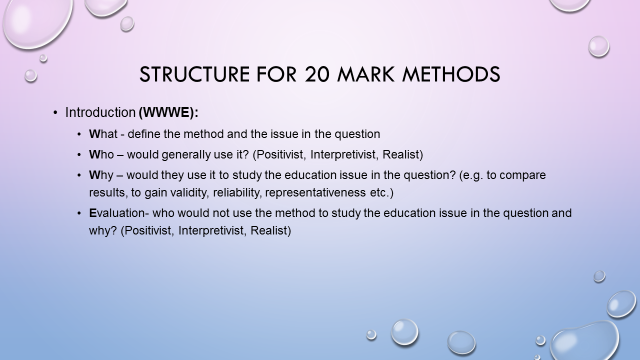 STRUCTURE FOR 20 MARK METHODS
• Introduction (WWWE):
• What - define the method and the issue in the question
• Who – would generally use it? (Positivist, Interpretivist, Realist)
• Why – would they use it to study the education issue in the question? (e.g. to compare
results, to gain validity, reliability, representativeness etc.)
• Evaluation- who would not use the method to study the education issue in the question and
why? (Positivist, Interpretivist, Realist)